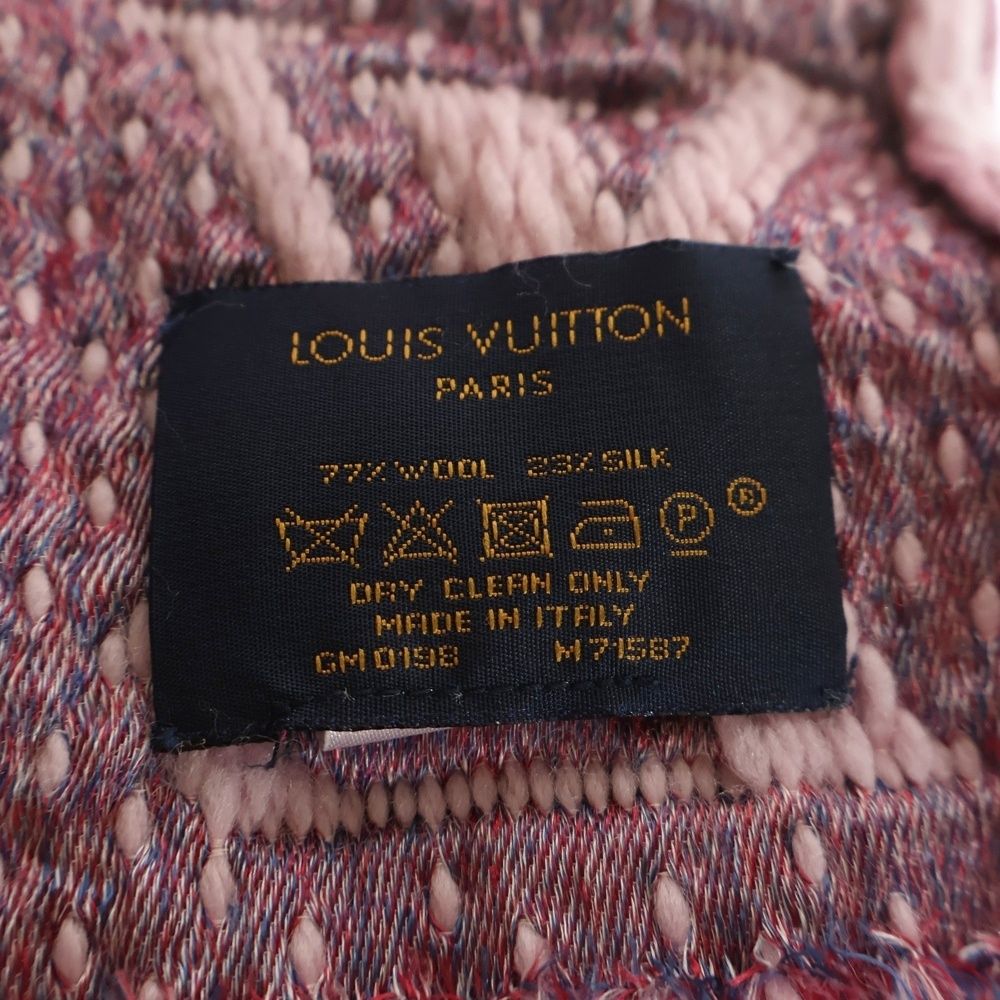 LOUIS VUITTON
PARIS
77% WOOL 23% SILK
P E
DRY CLEAN ONLY
MADE IN ITALY
GM0198 M71587